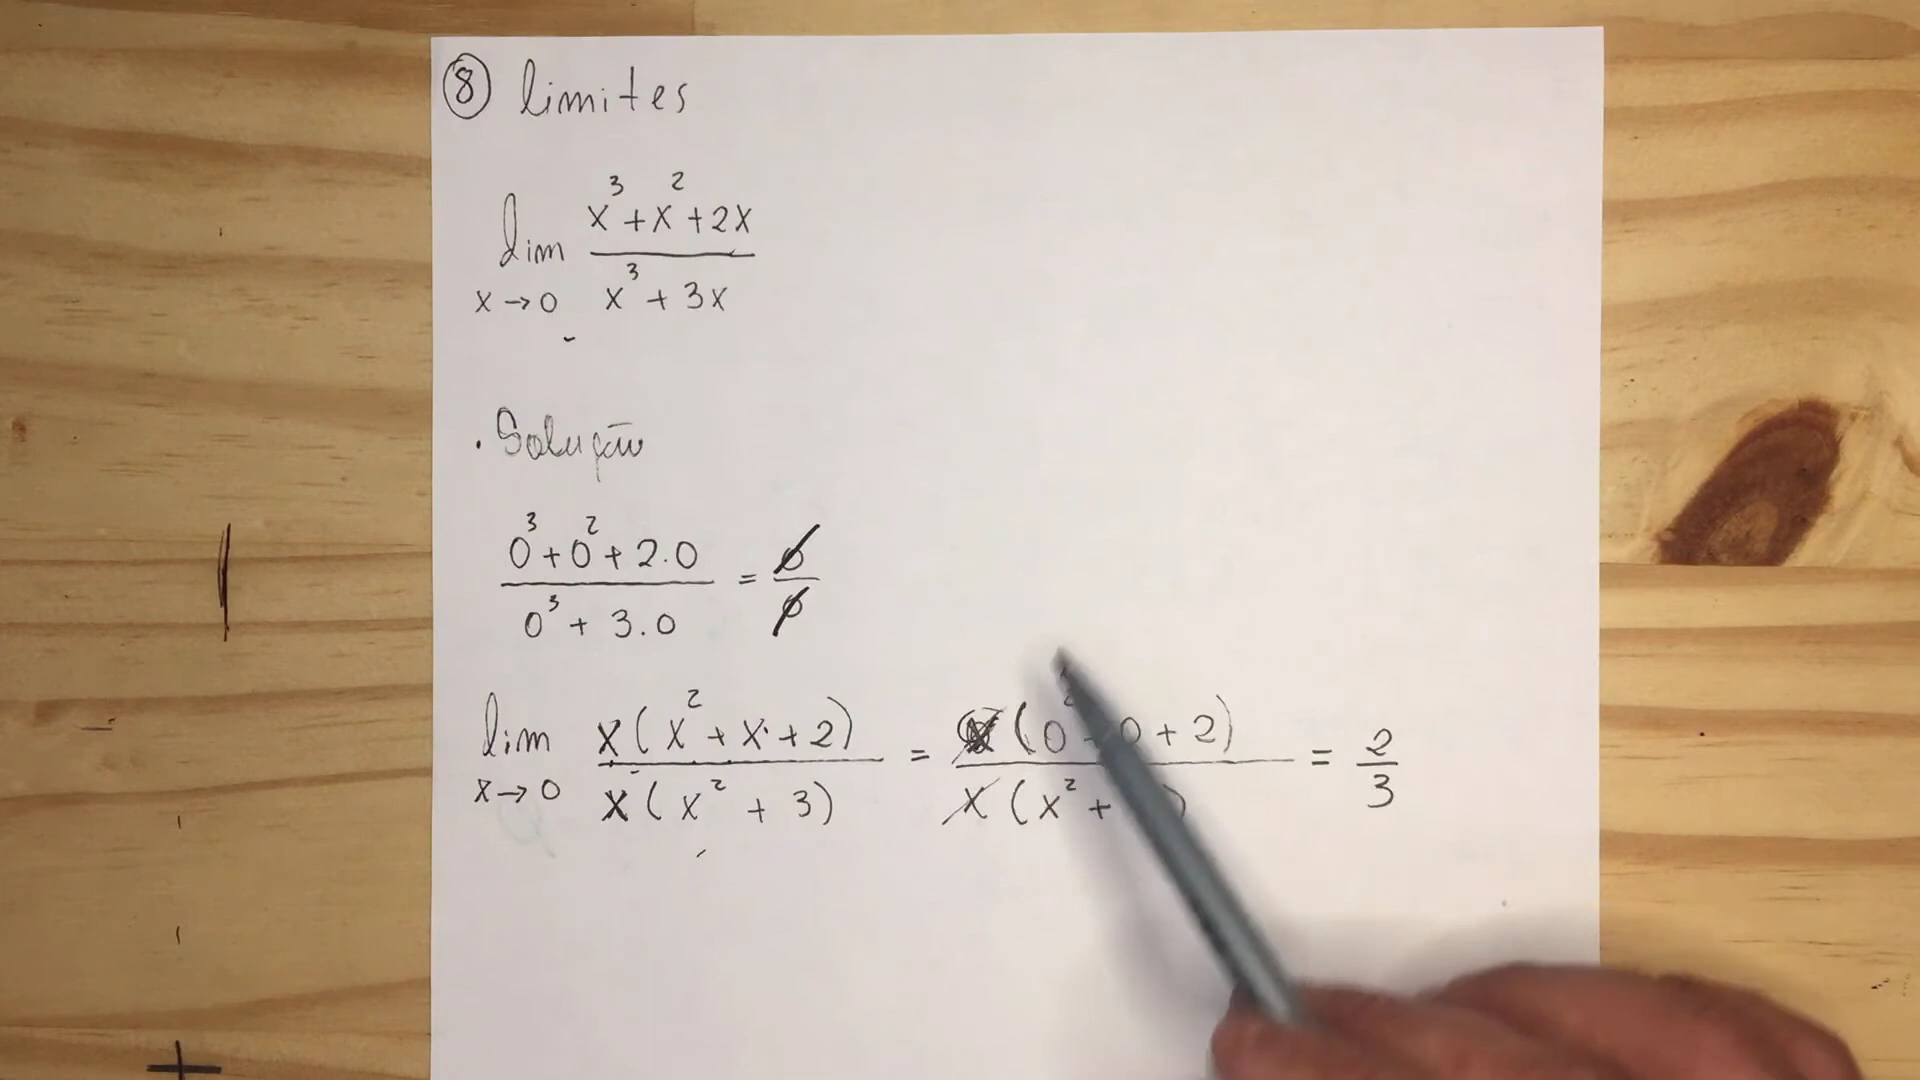 8 limites
lim x→0 (x³+x²+2x)/(x³+3x)
. Solução
(0³+0²+2.0)/(0³+3.0) = 0/0
lim x→0 x(x²+x+2)/x(x²+3) = x(0² 0+2)/x(x²+ ) = 2/3